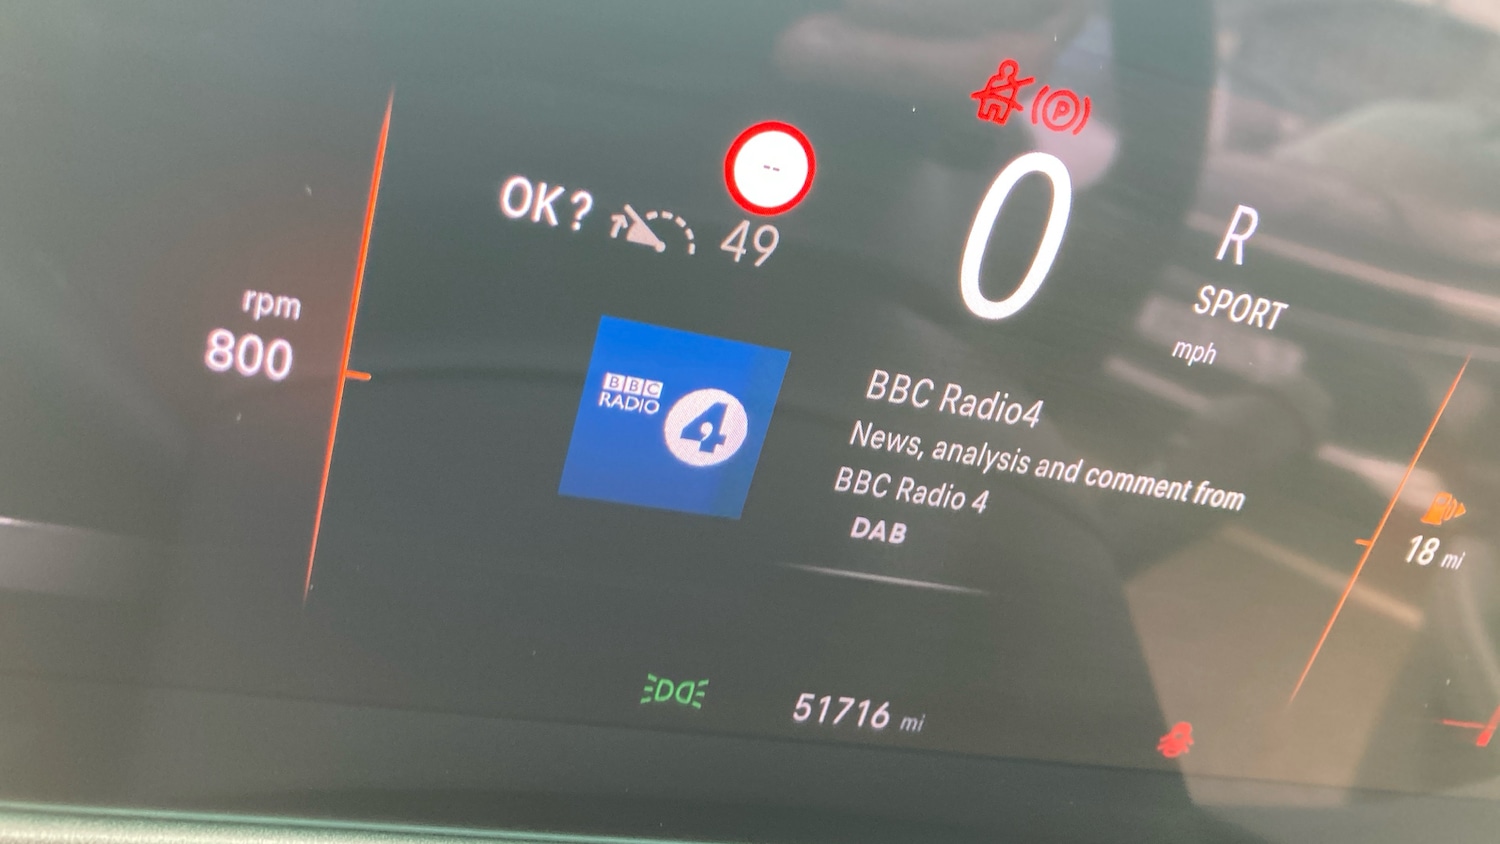 P
--
OK?
49
0
R
SPORT
mph
rpm
800
BBC
RADIO
4
BBC Radio4
News, analysis and comment from
BBC Radio 4
DAB
18 mi
51716 mi